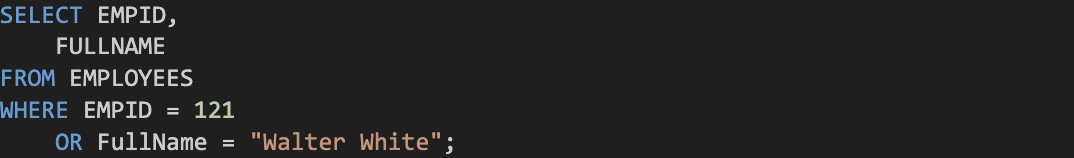 SELECT EMPID,
    FULLNAME
FROM EMPLOYEES
WHERE EMPID = 121
    OR FullName = "Walter White";